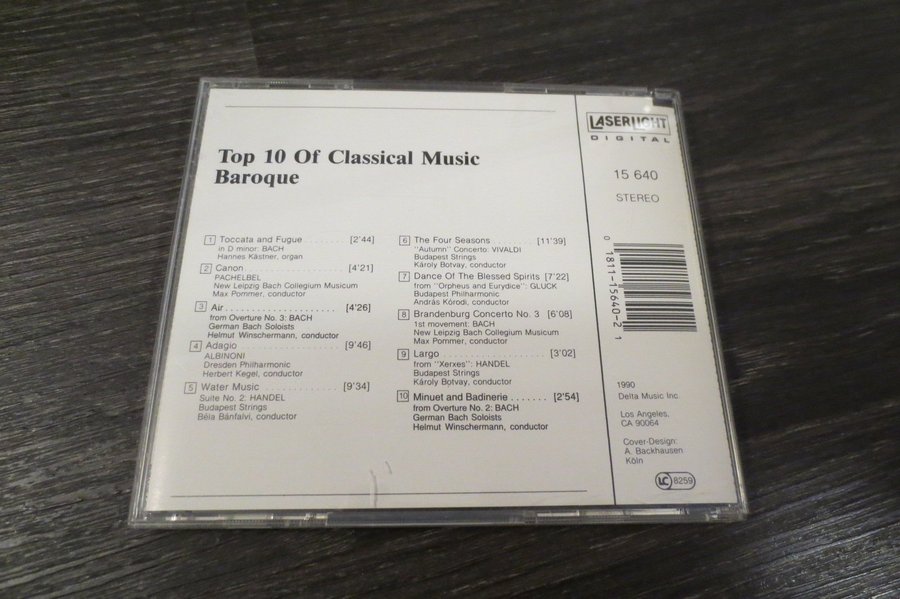 Top 10 Of Classical Music
Baroque
1 Toccata and Fugue . . . . . . . . [2'44]
in D minor: BACH
Hannes Kästner, organ
2 Canon . . . . . . . . . . . . . . . . . . [4'21]
PACHELBEL
New Leipzig Bach Collegium Musicum
Max Pommer, conductor
3 Air . . . . . . . . . . . . . . . . . . . . . [4'26]
from Overture No. 3: BACH
German Bach Soloists
Helmut Winschermann, conductor
4 Adagio . . . . . . . . . . . . . . . . . [9'46]
ALBINONI
Dresden Philharmonic
Herbert Kegel, conductor
5 Water Music . . . . . . . . . . . . . [9'34]
Suite No. 2: HANDEL
Budapest Strings
Béla Bánfalvi, conductor
6 The Four Seasons . . . . . . . [11'39]
"Autumn" Concerto: VIVALDI
Budapest Strings
Károly Botvay, conductor
7 Dance Of The Blessed Spirits [7'22]
from "Orpheus and Eurydice": GLUCK
Budapest Philharmonic
András Kórodi, conductor
8 Brandenburg Concerto No. 3 [6'08]
1st movement: BACH
New Leipzig Bach Collegium Musicum
Max Pommer, conductor
9 Largo . . . . . . . . . . . . . . . . . . [3'02]
from "Xerxes": HANDEL
Budapest Strings
Károly Botvay, conductor
10 Minuet and Badinerie . . . . . . . [2'54]
from Overture No. 2: BACH
German Bach Soloists
Helmut Winschermann, conductor
LASERLIGHT
DIGITAL
15 640
STEREO
0 1811-15640-2 1
1990
Delta Music Inc.
Los Angeles,
CA 90064
Cover-Design:
A. Backhausen
Köln
LC 8259